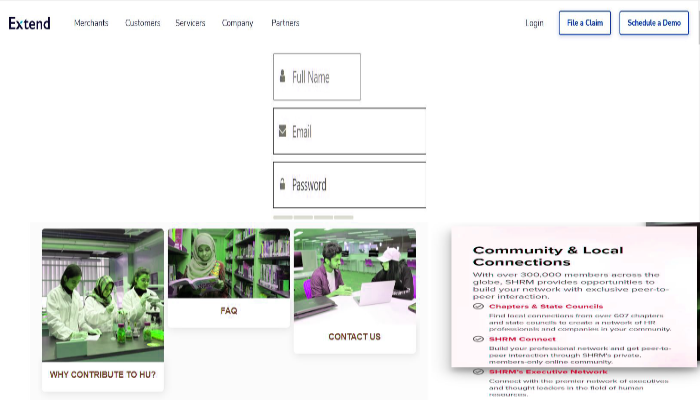 Extend
Merchants Customers Servicers Company Partners
Login File a Claim Schedule a Demo
Full Name
Email
Password
WHY CONTRIBUTE TO HU?
FAQ
CONTACT US
Community & Local
Connections
With over 300,000 members across the
globe, SHRM provides opportunities to
build your network with exclusive peer-to-
peer interaction.
Chapters & State Councils
Find local connections from over 607 chapters
and state councils to create a network of HR
professionals and companies in your community.
SHRM Connect
Build your professional network and get peer-to-
peer interaction through SHRM's private,
members-only online community.
SHRM's Executive Network
Connect with the premier network of executives
and thought leaders in the field of human
resources.